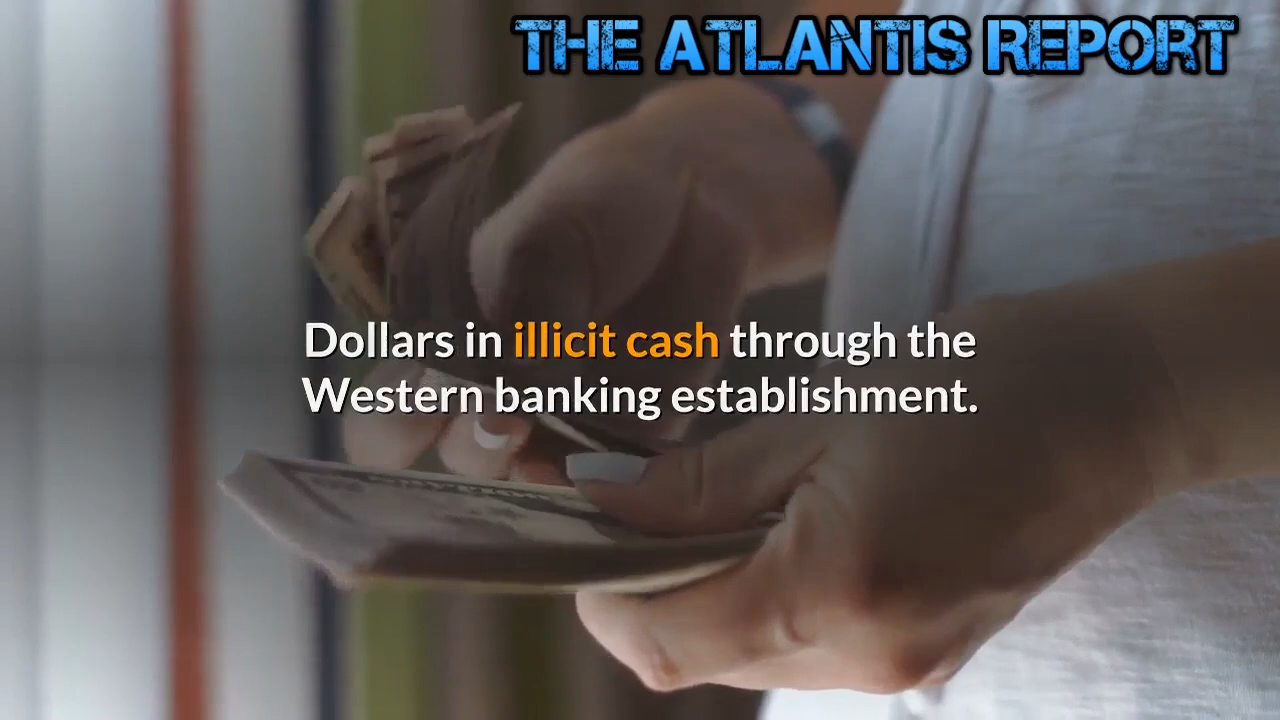 THE ATLANTIS REPORT
Dollars in illicit cash through the
Western banking establishment.